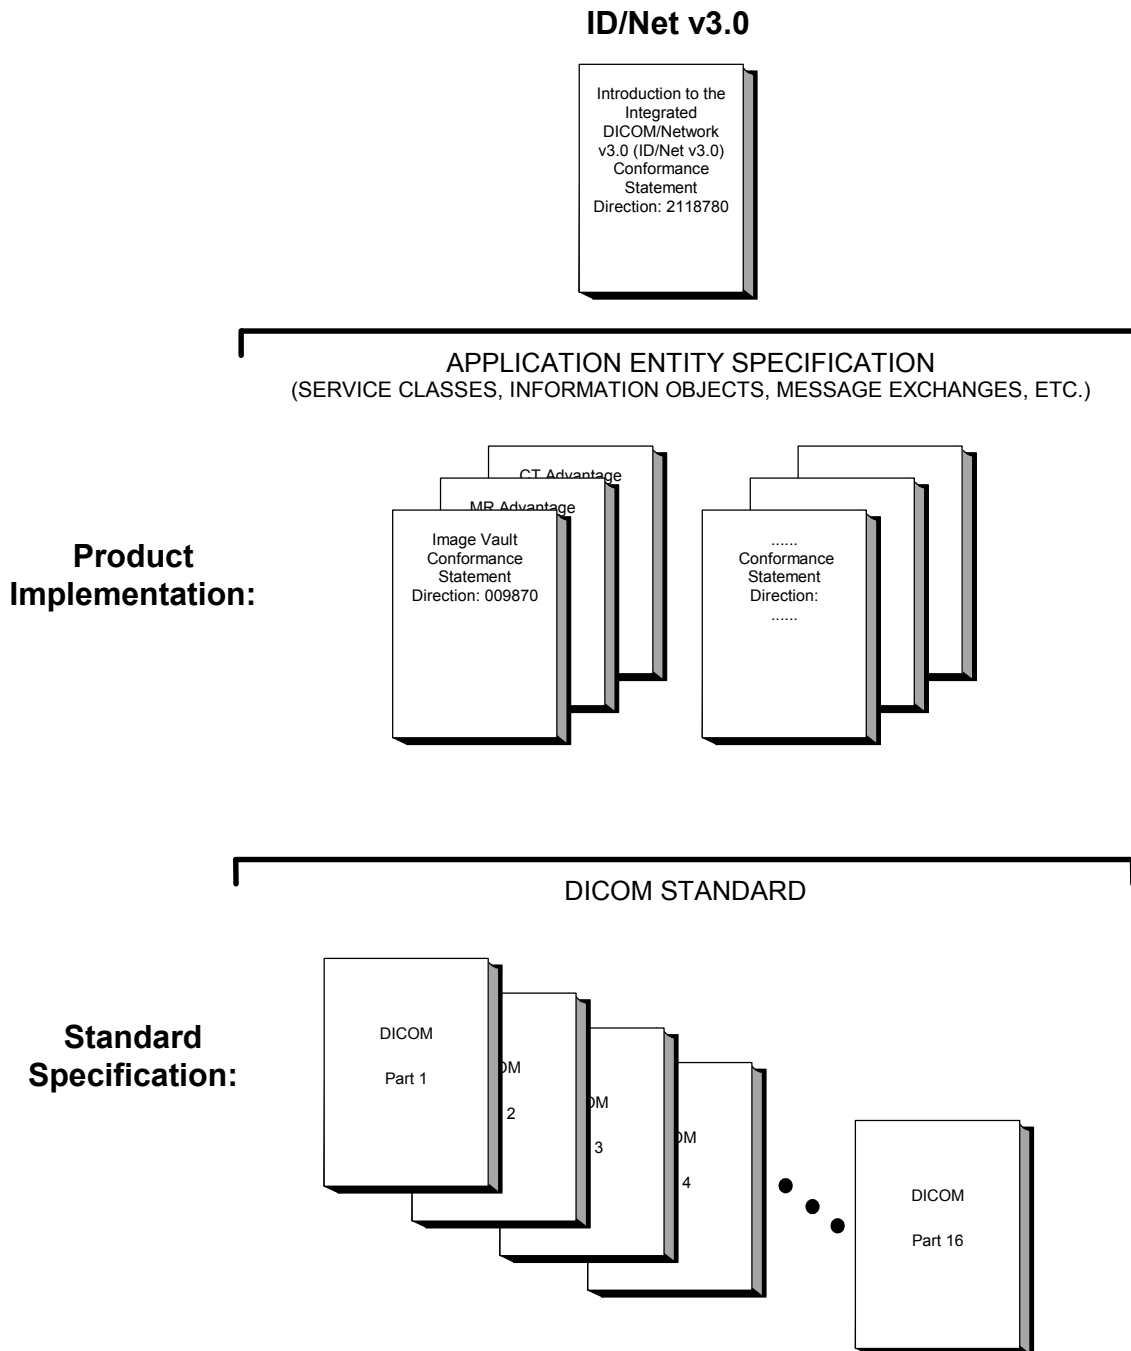 ID/Net v3.0
Introduction to the
Integrated
DICOM/Network
v3.0 (ID/Net v3.0)
Conformance
Statement
Direction: 2118780
APPLICATION ENTITY SPECIFICATION
(SERVICE CLASSES, INFORMATION OBJECTS, MESSAGE EXCHANGES, ETC.)
Product
Implementation:
CT Advantage
MR Advantage
Image Vault
Conformance
Statement
Direction: 009870
......
Conformance
Statement
Direction:
......
DICOM STANDARD
Standard
Specification:
DICOM
Part 1
OM
2
OM
3
OM
4
DICOM
Part 16